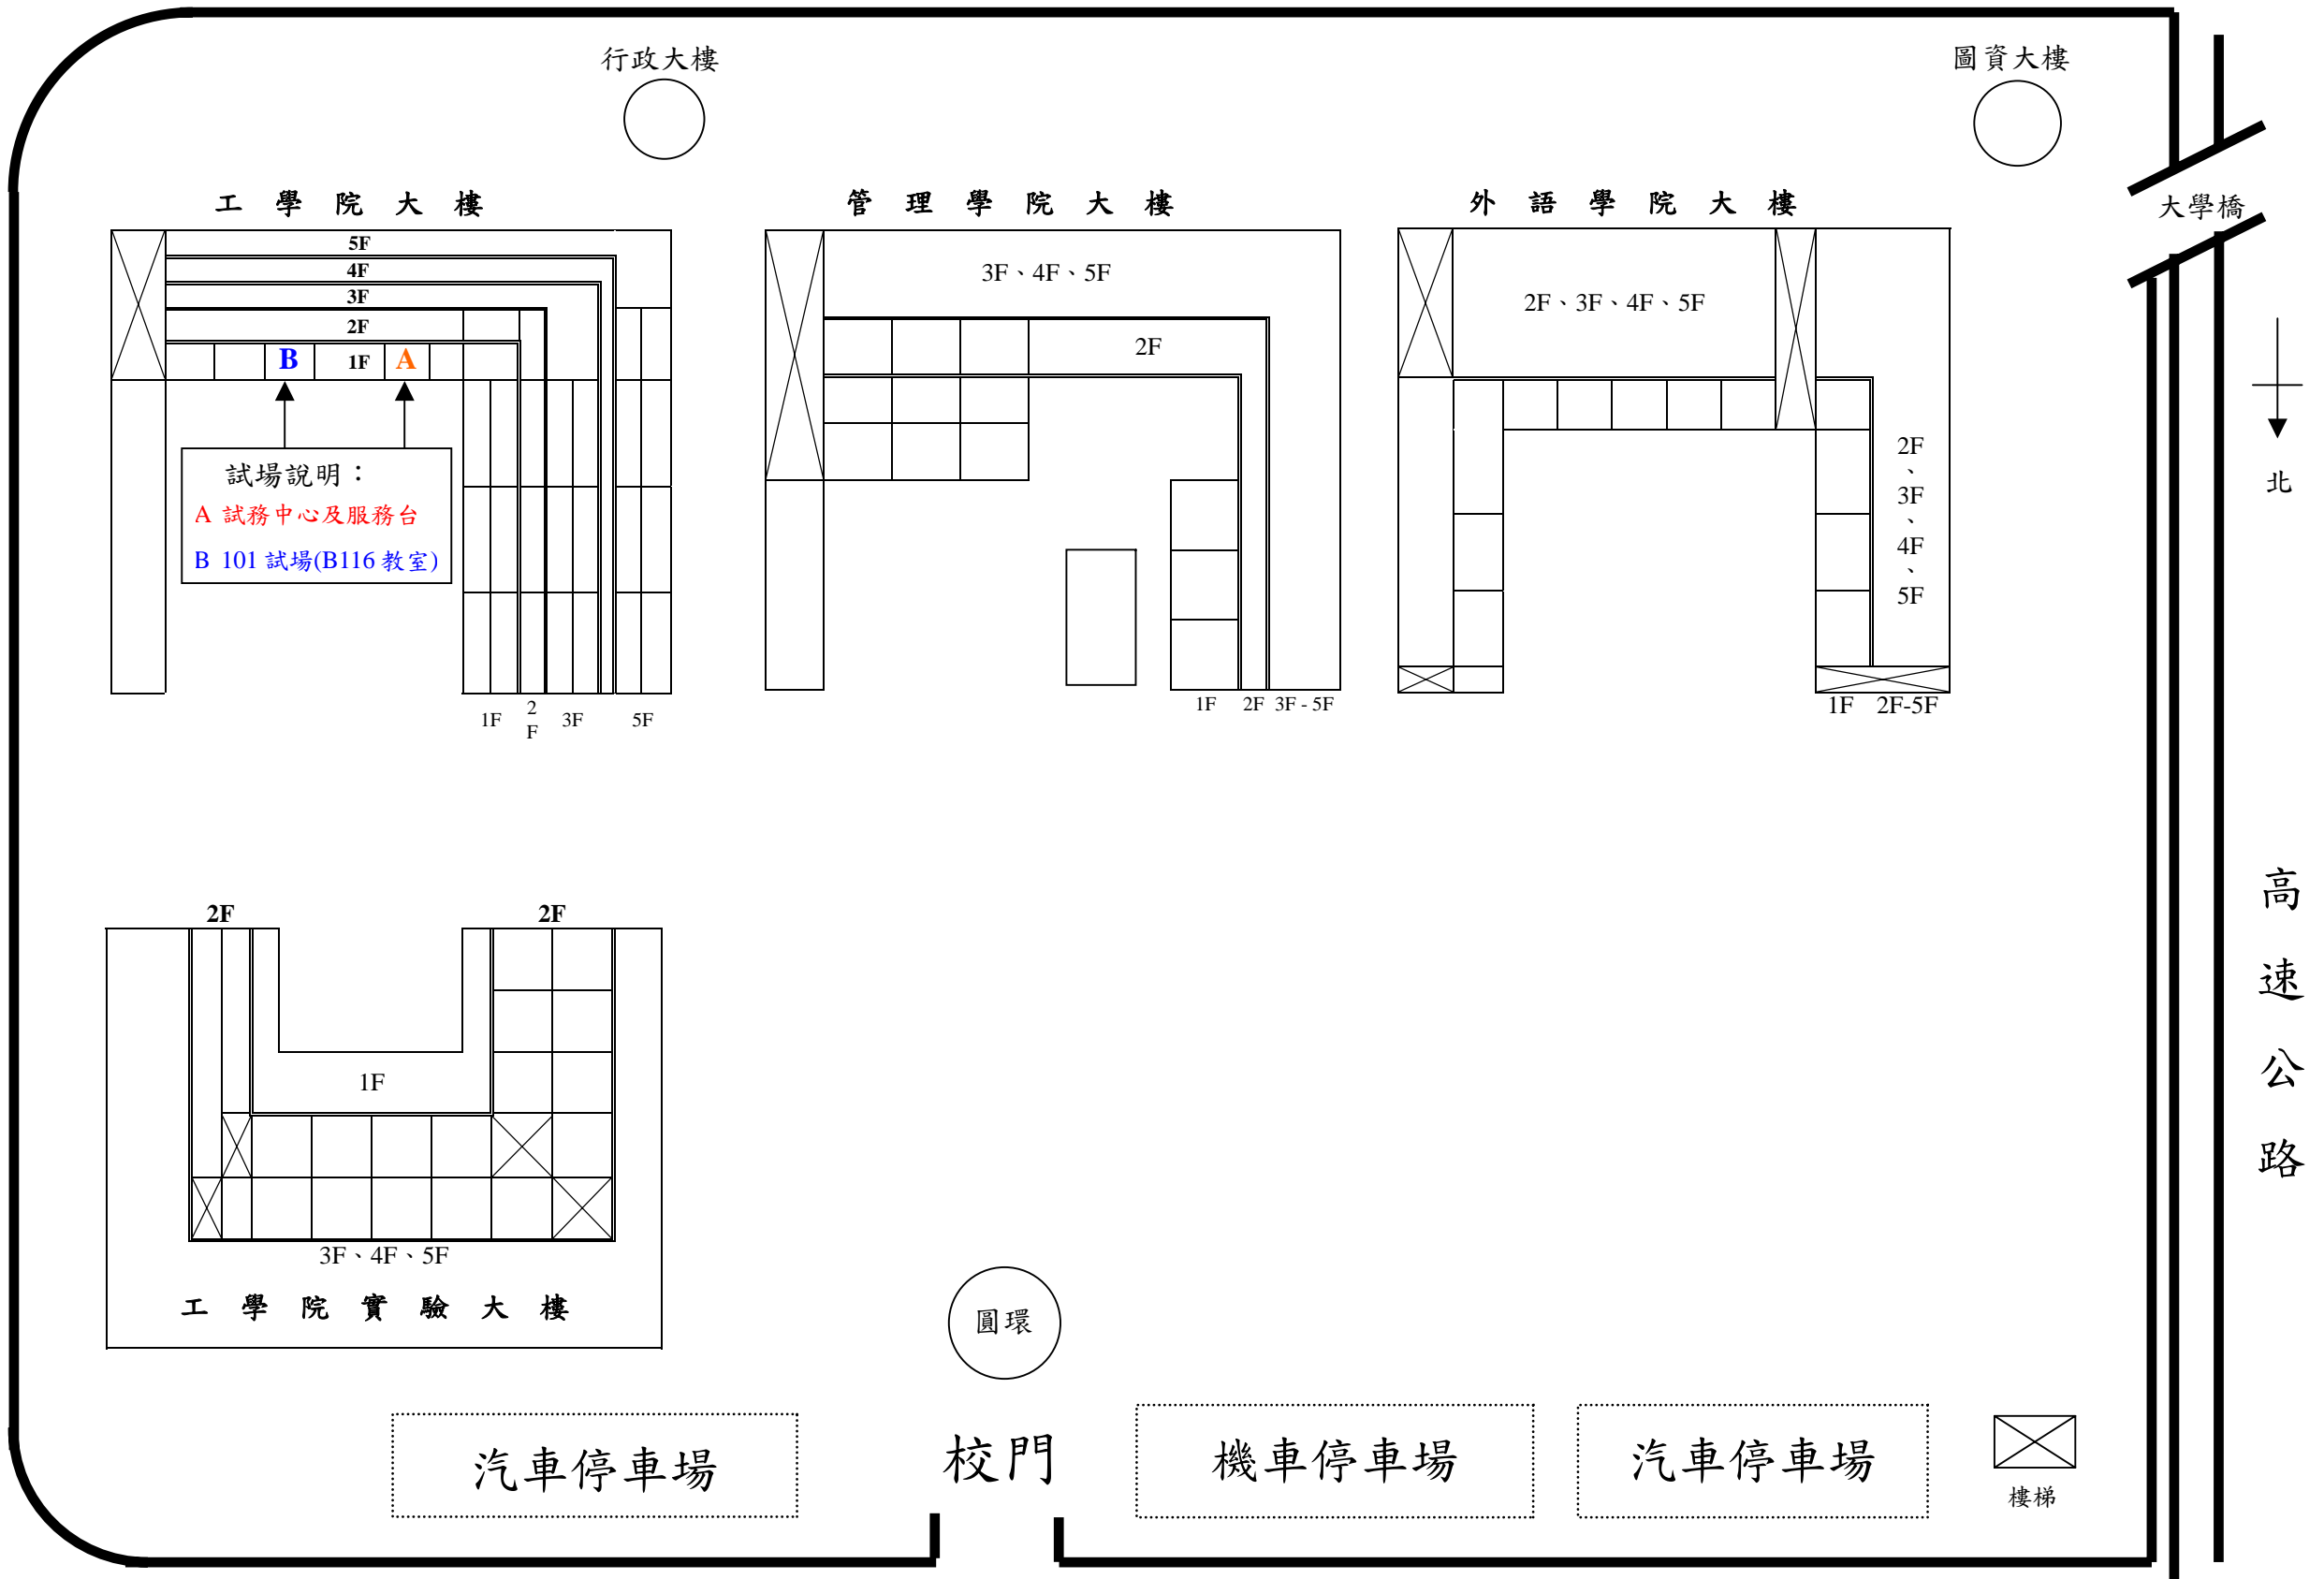 行政大樓
圖資大樓
工學院大樓
管理學院大樓
外語學院大樓
大學橋
5F
4F
3F
2F
B
1F
A
3F、4F、5F
2F
2F、3F、4F、5F
2F、3F、4F、5F
北
試場說明：
A 試務中心及服務台
B 101 試場(B116 教室)
1F
2F
3F
5F
1F
2F
3F - 5F
1F
2F-5F
高速公路
2F
2F
1F
3F、4F、5F
工學院實驗大樓
圓環
校門
汽車停車場
機車停車場
汽車停車場
樓梯